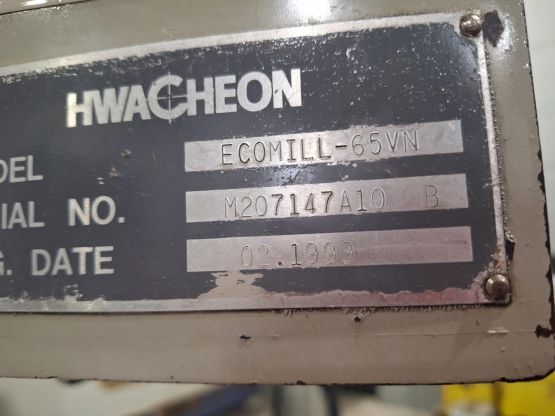 HWACHEON
DEL ECOMILL-65VN
IAL NO. M207147A10 B
G. DATE 02.1999